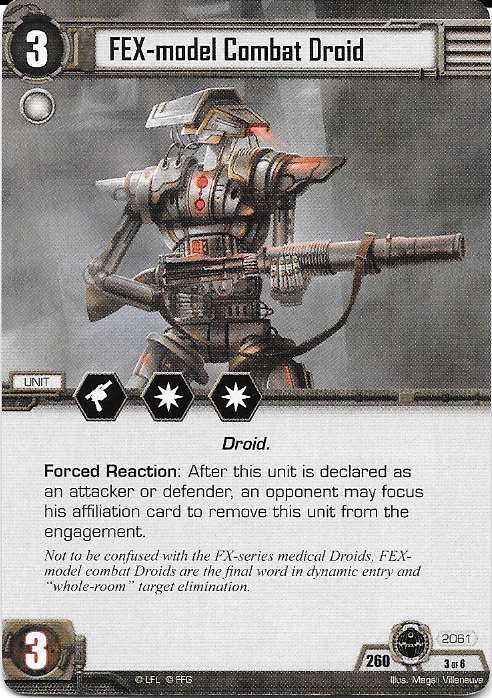 3
FEX-model Combat Droid
UNIT
Droid.
Forced Reaction: After this unit is declared as
an attacker or defender, an opponent may focus
his affiliation card to remove this unit from the
engagement.
Not to be confused with the FX-series medical Droids, FEX-
model combat Droids are the final word in dynamic entry and
“whole-room” target elimination.
3
260
2061
3 OF 6
© LFL © FFG
Illus. Magali Villeneuve